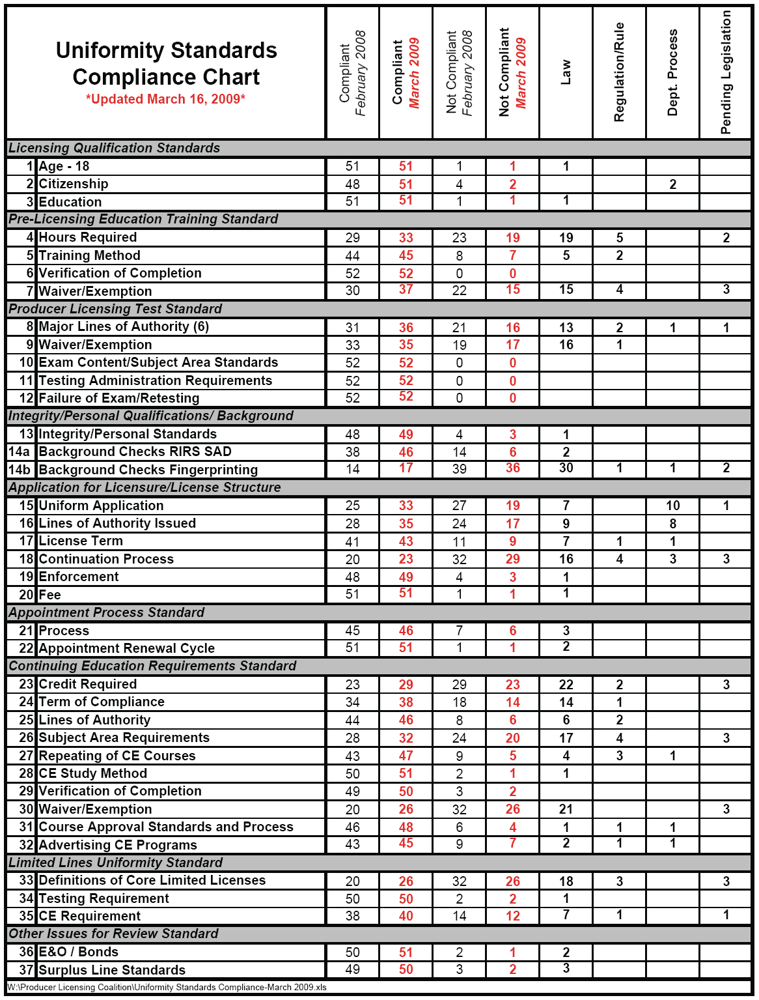 Uniformity Standards
Compliance Chart
*Updated March 16, 2009*
Compliant
February 2008
Compliant
March 2009
Not Compliant
February 2008
Not Compliant
March 2009
Law
Regulation/Rule
Dept. Process
Pending Legislation
Licensing Qualification Standards
1 Age - 18 51 51 1 1 1
2 Citizenship 48 51 4 2 2
3 Education 51 51 1 1 1
Pre-Licensing Education Training Standard
4 Hours Required 29 33 23 19 19 5 2
5 Training Method 44 45 8 7 5 2
6 Verification of Completion 52 52 0 0
7 Waiver/Exemption 30 37 22 15 15 4 3
Producer Licensing Test Standard
8 Major Lines of Authority (6) 31 36 21 16 13 2 1 1
9 Waiver/Exemption 33 35 19 17 16 1
10 Exam Content/Subject Area Standards 52 52 0 0
11 Testing Administration Requirements 52 52 0 0
12 Failure of Exam/Retesting 52 52 0 0
Integrity/Personal Qualifications/ Background
13 Integrity/Personal Standards 48 49 4 3 1
14a Background Checks RIRS SAD 38 46 14 6 2
14b Background Checks Fingerprinting 14 17 39 36 30 1 1 2
Application for Licensure/License Structure
15 Uniform Application 25 33 27 19 7 10 1
16 Lines of Authority Issued 28 35 24 17 9 8
17 License Term 41 43 11 9 7 1 1
18 Continuation Process 20 23 32 29 16 4 3 3
19 Enforcement 48 49 4 3 1
20 Fee 51 51 1 1 1
Appointment Process Standard
21 Process 45 46 7 6 3
22 Appointment Renewal Cycle 51 51 1 1 2
Continuing Education Requirements Standard
23 Credit Required 23 29 29 23 22 2 3
24 Term of Compliance 34 38 18 14 14 1
25 Lines of Authority 44 46 8 6 6 2
26 Subject Area Requirements 28 32 24 20 17 4 3
27 Repeating of CE Courses 43 47 9 5 4 3 1
28 CE Study Method 50 51 2 1 1
29 Verification of Completion 49 50 3 2
30 Waiver/Exemption 20 26 32 26 21 3
31 Course Approval Standards and Process 46 48 6 4 1 1 1
32 Advertising CE Programs 43 45 9 7 2 1 1
Limited Lines Uniformity Standard
33 Definitions of Core Limited Licenses 20 26 32 26 18 3 3
34 Testing Requirement 50 50 2 2 1
35 CE Requirement 38 40 14 12 7 1 1
Other Issues for Review Standard
36 E&O / Bonds 50 51 2 1 2
37 Surplus Line Standards 49 50 3 2 3
W:\Producer Licensing Coalition\Uniformity Standards Compliance-March 2009.xls